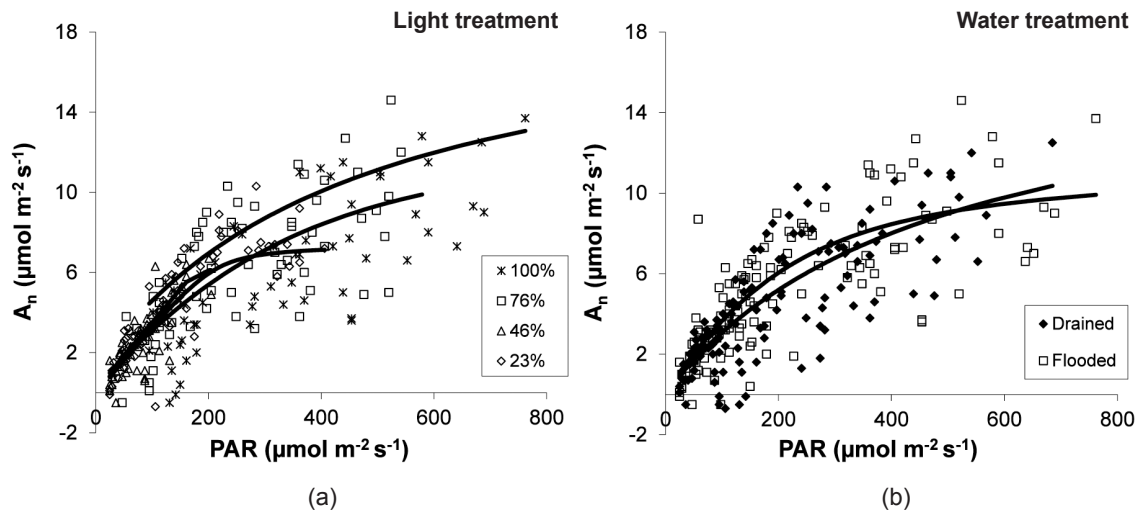 Light treatment
18
14
10
6
2
-2
Aₙ (µmol m⁻² s⁻¹)
0
200
400
600
800
PAR (µmol m⁻² s⁻¹)
100%
76%
46%
23%
(a)
Water treatment
18
14
10
6
2
-2
Aₙ (µmol m⁻² s⁻¹)
0
200
400
600
800
PAR (µmol m⁻² s⁻¹)
Drained
Flooded
(b)